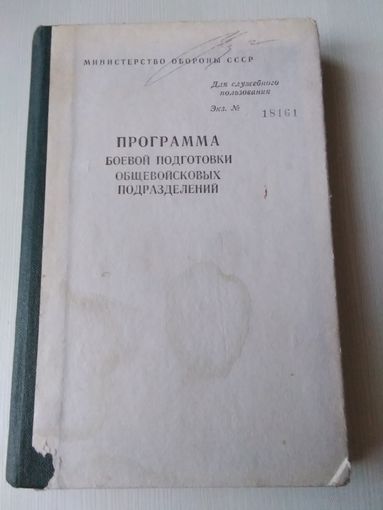 МИНИСТЕРСТВО ОБОРОНЫ СССР
Для служебного
пользования
Экз. № 18161
ПРОГРАММА
БОЕВОЙ ПОДГОТОВКИ
ОБЩЕВОЙСКОВЫХ
ПОДРАЗДЕЛЕНИЙ